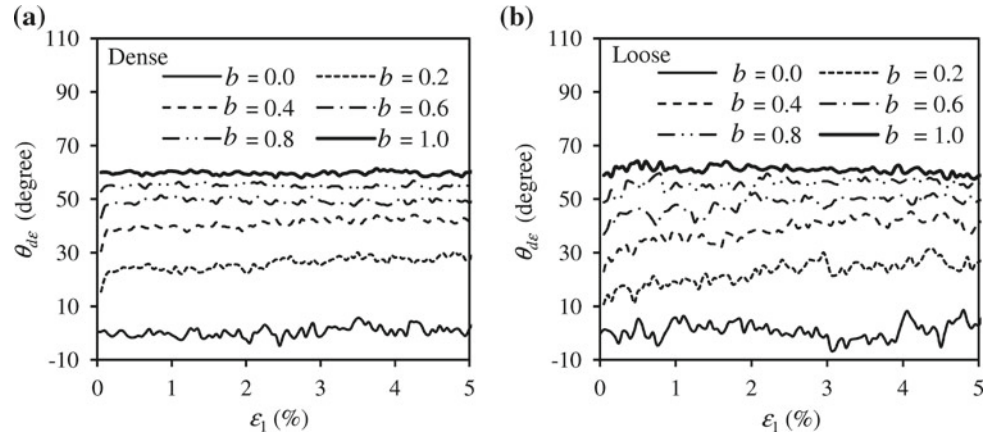 (a)
Dense
b = 0.0
b = 0.2
b = 0.4
b = 0.6
b = 0.8
b = 1.0
110
90
70
50
30
10
-10
θdε (degree)
0 1 2 3 4 5
ε1 (%)
(b)
Loose
b = 0.0
b = 0.2
b = 0.4
b = 0.6
b = 0.8
b = 1.0
110
90
70
50
30
10
-10
θdε (degree)
0 1 2 3 4 5
ε1 (%)